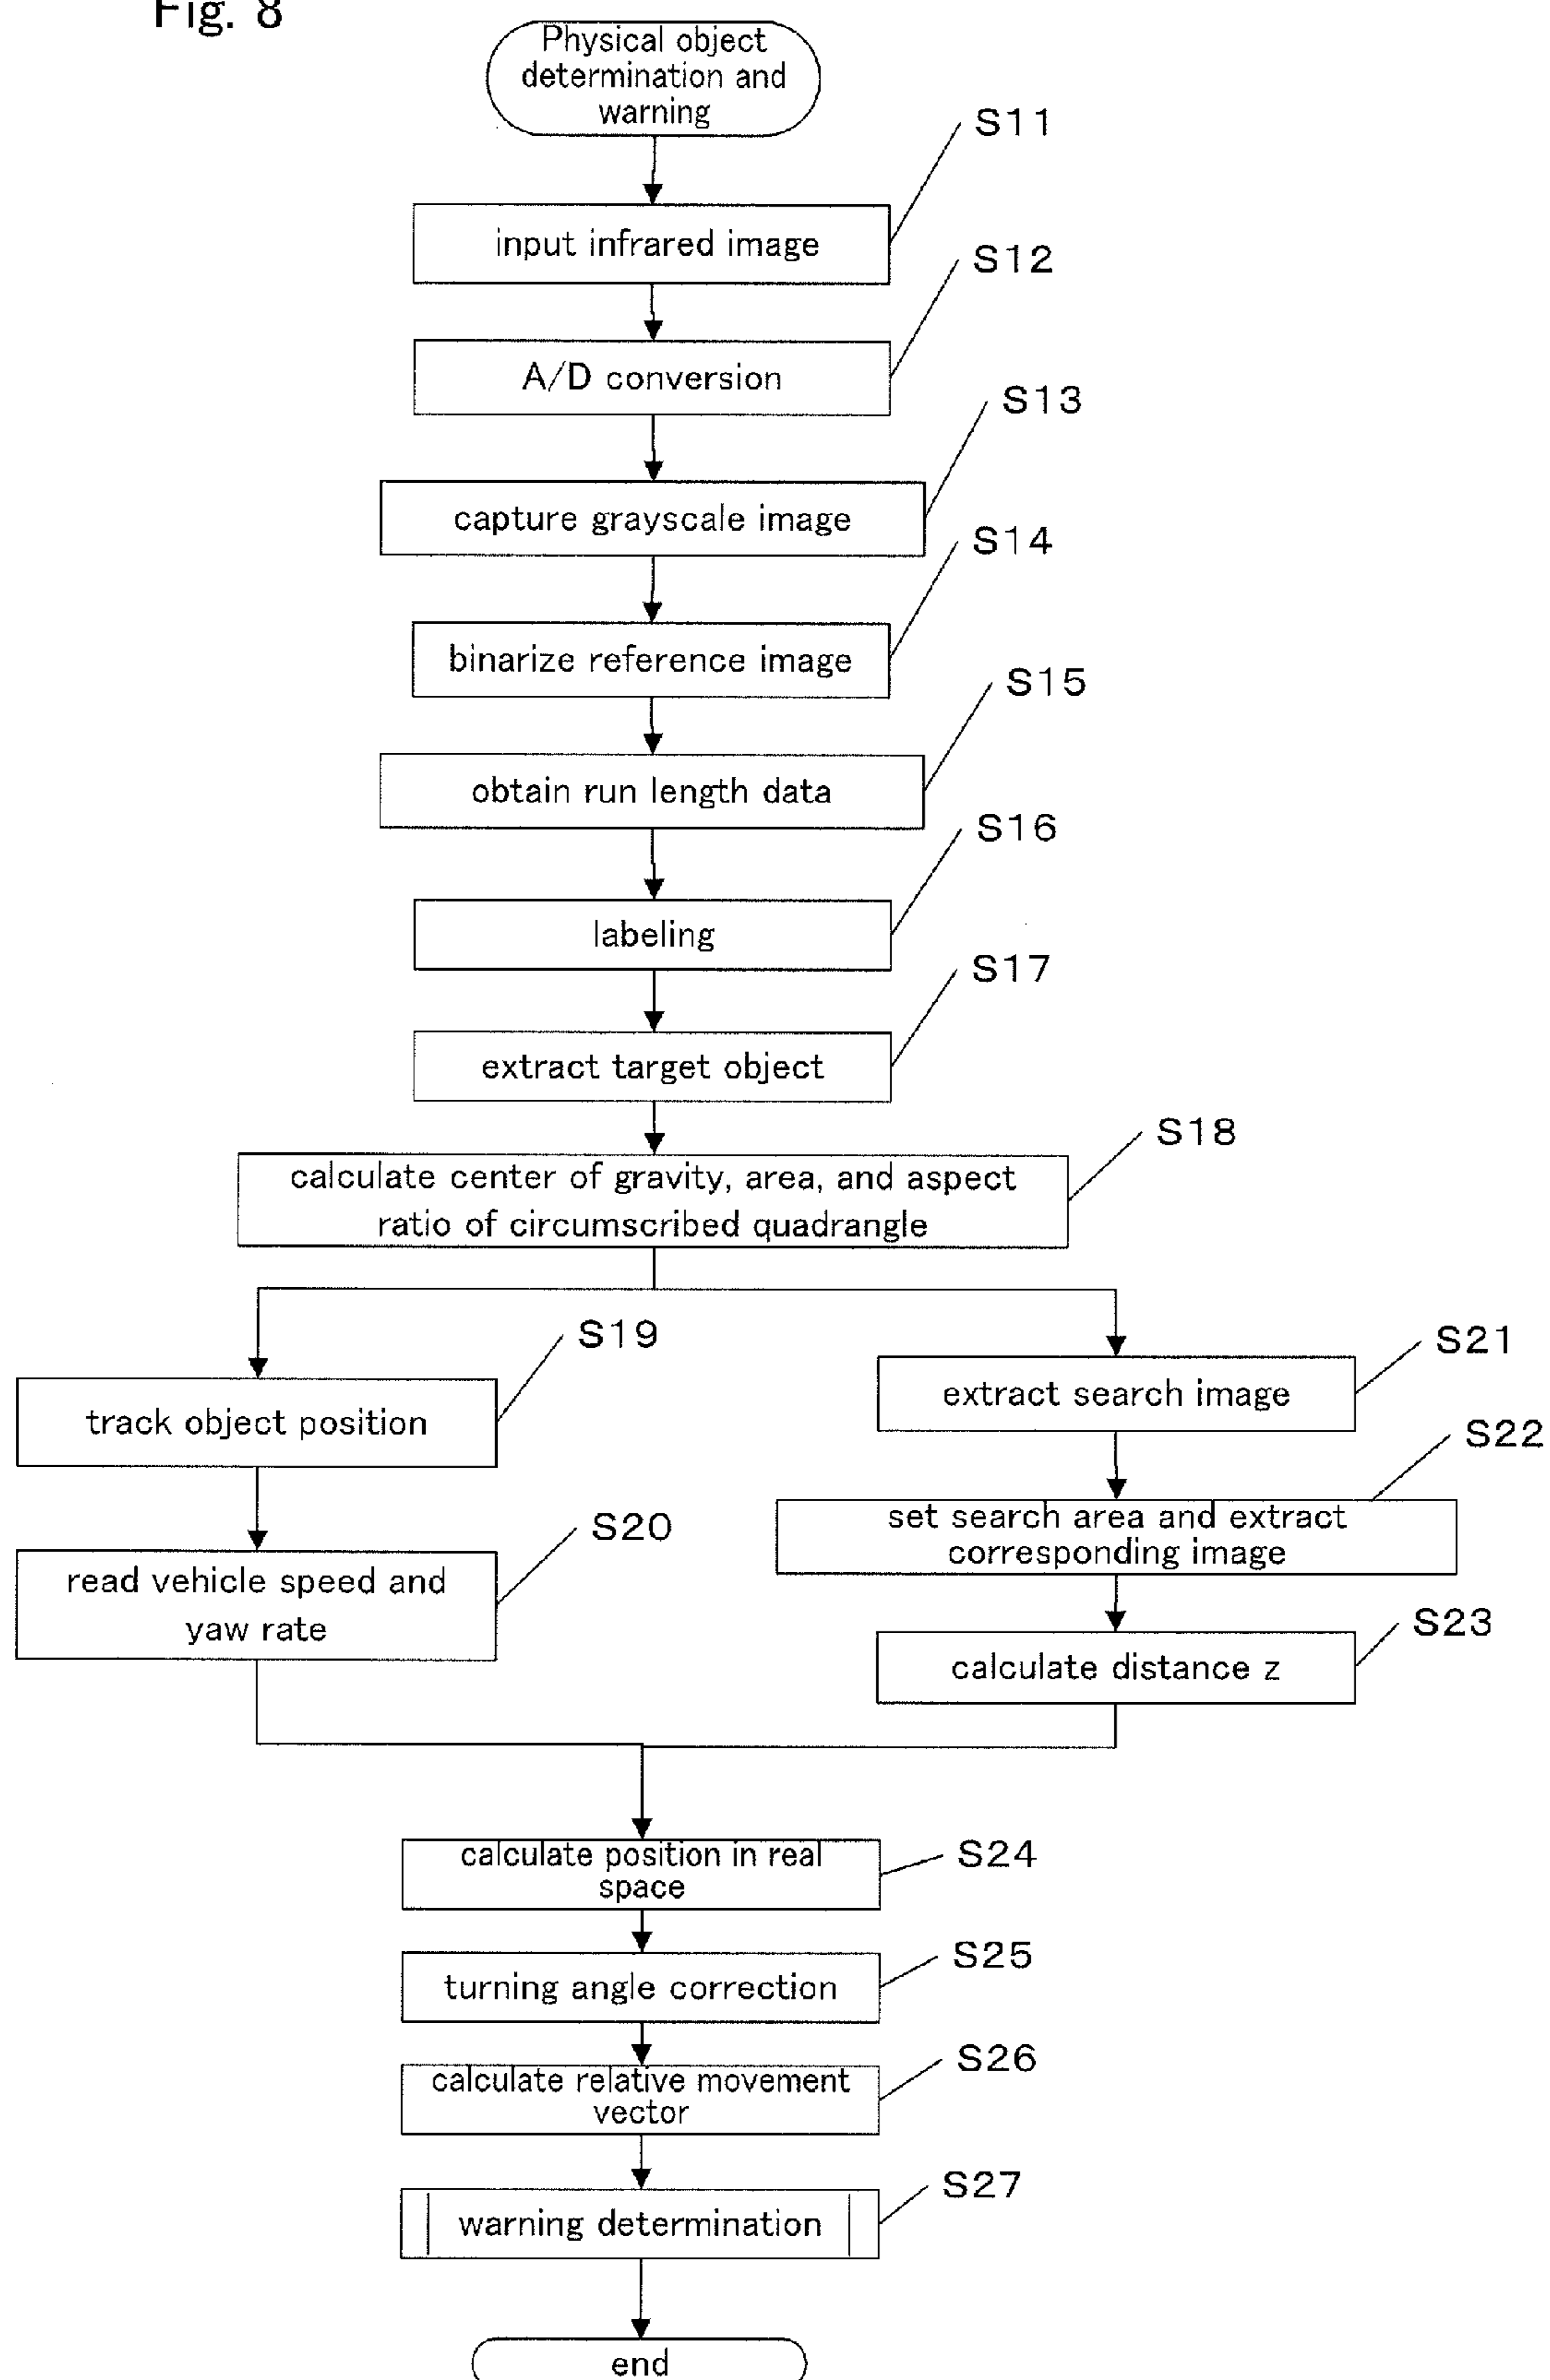 Fig. 8
Physical object
determination and
warning
S11
input infrared image
S12
A/D conversion
S13
capture grayscale image
S14
binarize reference image
S15
obtain run length data
S16
labeling
S17
extract target object
S18
calculate center of gravity, area, and aspect
ratio of circumscribed quadrangle
S19
track object position
S20
read vehicle speed and
yaw rate
S21
extract search image
S22
set search area and extract
corresponding image
S23
calculate distance z
S24
calculate position in real
space
S25
turning angle correction
S26
calculate relative movement
vector
S27
warning determination
end